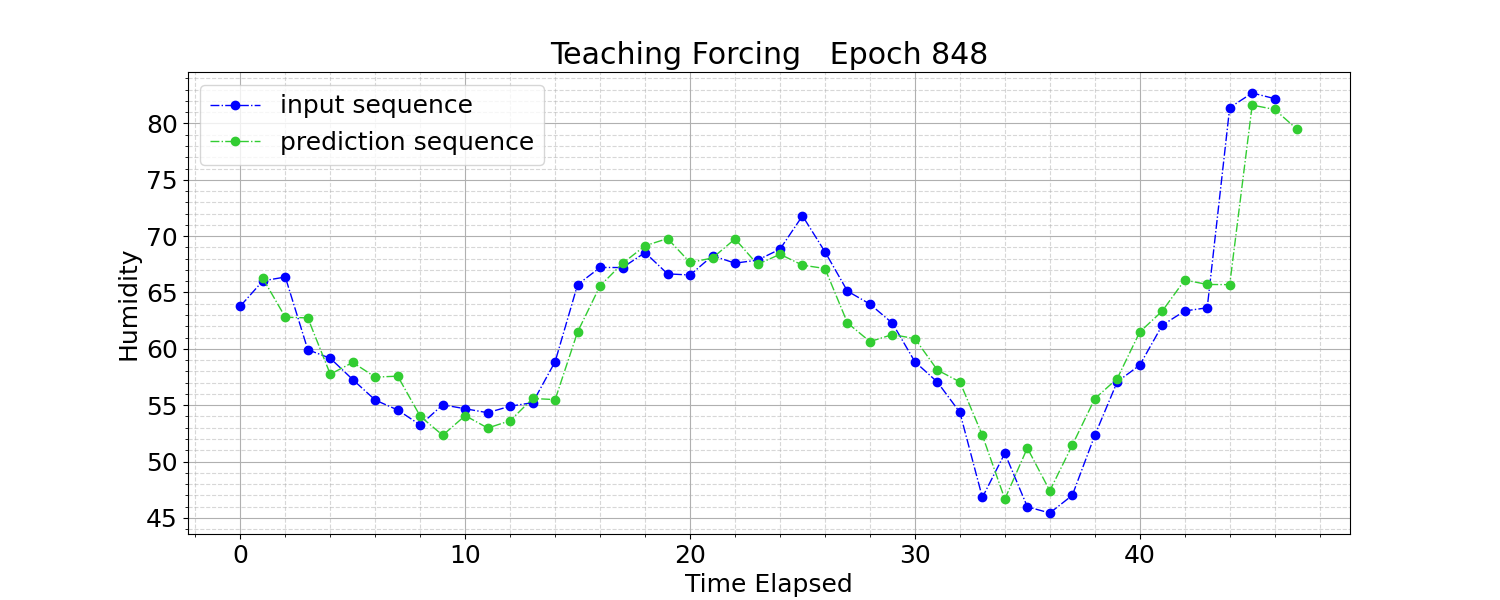 Teaching Forcing   Epoch 848
input sequence
prediction sequence
Humidity
80
75
70
65
60
55
50
45
0 10 20 30 40
Time Elapsed